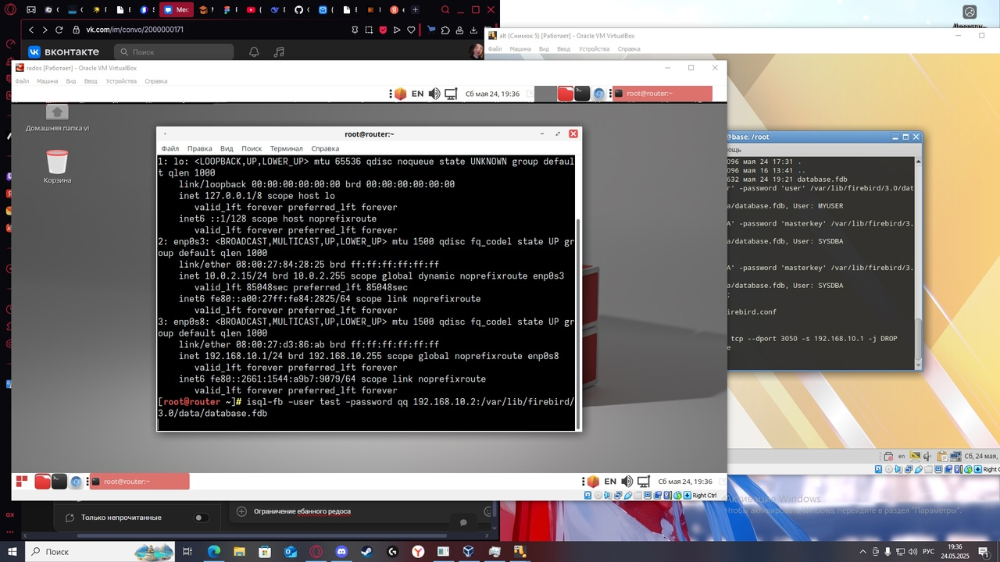 vk.com/im/convo/2000000171
вконтакте
Поиск
alt (Снимок 5) [Работает] - Oracle VM VirtualBox
Файл Машина Вид Ввод Устройства Справка
redos [Работает] - Oracle VM VirtualBox
Файл Машина Вид Ввод Устройства Справка
EN Сб мая 24, 19:36 root@router:~
Домашняя папка vi
Корзина
root@router:~
Файл Правка Вид Поиск Терминал Справка
1: lo: <LOOPBACK,UP,LOWER_UP> mtu 65536 qdisc noqueue state UNKNOWN group defaul
t qlen 1000
link/loopback 00:00:00:00:00:00 brd 00:00:00:00:00:00
inet 127.0.0.1/8 scope host lo
valid_lft forever preferred_lft forever
inet6 ::1/128 scope host noprefixroute
valid_lft forever preferred_lft forever
2: enp0s3: <BROADCAST,MULTICAST,UP,LOWER_UP> mtu 1500 qdisc fq_codel state UP gr
oup default qlen 1000
link/ether 08:00:27:84:28:25 brd ff:ff:ff:ff:ff:ff
inet 10.0.2.15/24 brd 10.0.2.255 scope global dynamic noprefixroute enp0s3
valid_lft 85048sec preferred_lft 85048sec
inet6 fe80::a00:27ff:fe84:2825/64 scope link noprefixroute
valid_lft forever preferred_lft forever
3: enp0s8: <BROADCAST,MULTICAST,UP,LOWER_UP> mtu 1500 qdisc fq_codel state UP gr
oup default qlen 1000
link/ether 08:00:27:d3:86:ab brd ff:ff:ff:ff:ff:ff
inet 192.168.10.1/24 brd 192.168.10.255 scope global noprefixroute enp0s8
valid_lft forever preferred_lft forever
inet6 fe80::2661:1544:a9b7:9079/64 scope link noprefixroute
valid_lft forever preferred_lft forever
[root@router ~]# isql-fb -user test -password qq 192.168.10.2:/var/lib/firebird/
3.0/data/database.fdb
@base: /root
мощь
096 мая 24 17:31 .
096 мая 16 13:41 ..
632 мая 24 19:21 database.fdb
r' -password 'user' /var/lib/firebird/3.0/dat
a/database.fdb, User: MYUSER
A' -password 'masterkey' /var/lib/firebird/3.
a/database.fdb, User: SYSDBA
A' -password 'masterkey' /var/lib/firebird/3.
a/database.fdb, User: SYSDBA
;
firebird.conf
tcp --dport 3050 -s 192.168.10.1 -j DROP
e
en Сб, 24 мая,
Right C
root@router:~ EN Сб мая 24, 19:36
Right Ctrl
Активация Windows
Чтобы активировать Windows, перейдите в раздел "Параметры".
Только непрочитанные
Ограничение ебанного редоса
Поиск
РУС
19:36
24.05.2025